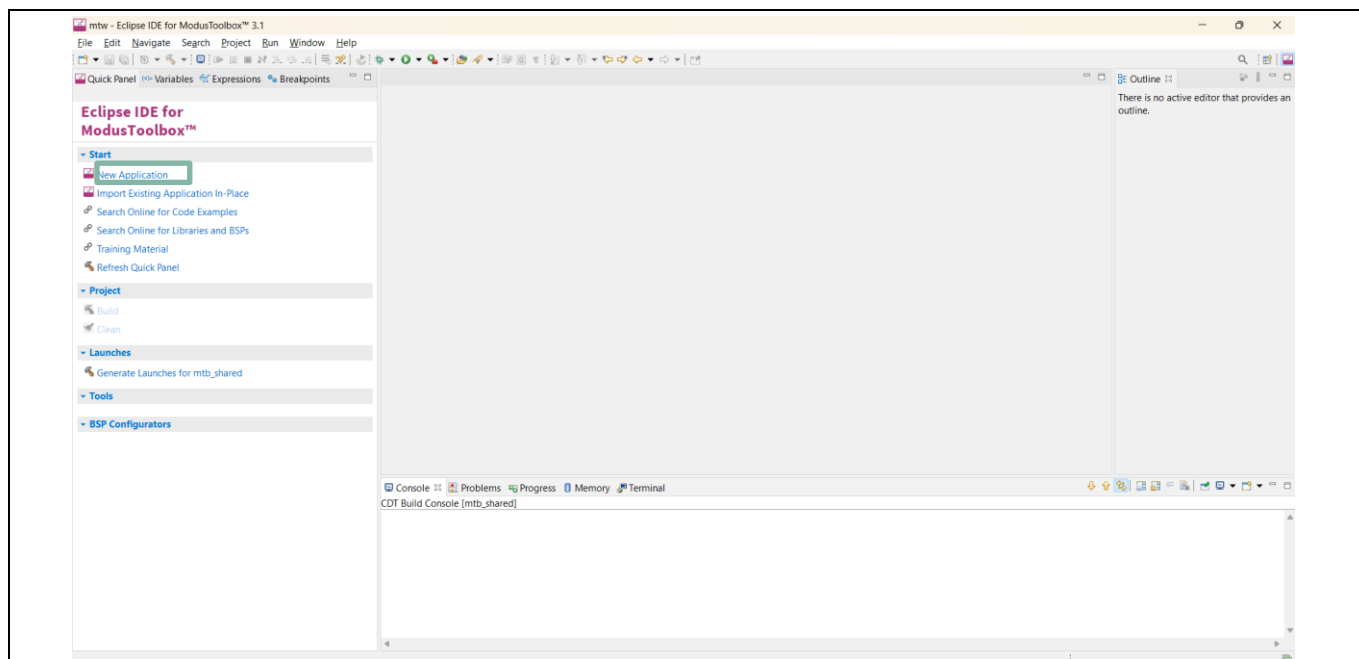 mtw - Eclipse IDE for ModusToolbox™ 3.1
File Edit Navigate Search Project Run Window Help
Quick Panel Variables Expressions Breakpoints
Outline
There is no active editor that provides an
outline.
Eclipse IDE for
ModusToolbox™
Start
New Application
Import Existing Application In-Place
Search Online for Code Examples
Search Online for Libraries and BSPs
Training Material
Refresh Quick Panel
Project
Build
Clean
Launches
Generate Launches for mtb_shared
Tools
BSP Configurators
Console Problems Progress Memory Terminal
CDT Build Console [mtb_shared]